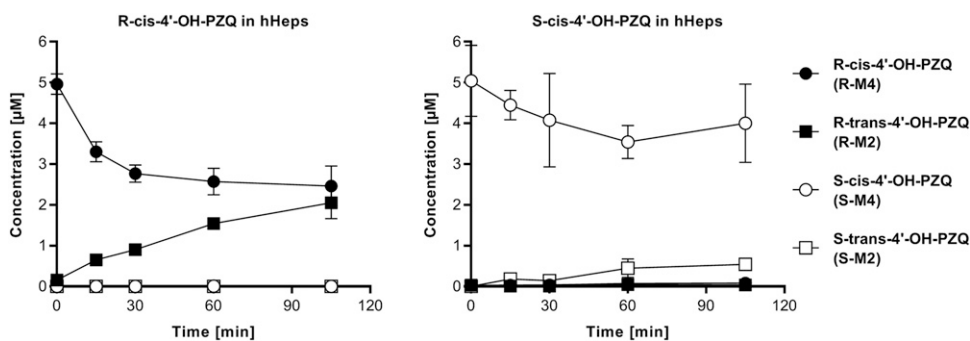 R-cis-4'-OH-PZQ in hHeps
Concentration [µM]
6
5
4
3
2
1
0
0
30
60
90
120
Time [min]
S-cis-4'-OH-PZQ in hHeps
Concentration [µM]
6
5
4
3
2
1
0
0
30
60
90
120
Time [min]
R-cis-4'-OH-PZQ
(R-M4)
R-trans-4'-OH-PZQ
(R-M2)
S-cis-4'-OH-PZQ
(S-M4)
S-trans-4'-OH-PZQ
(S-M2)